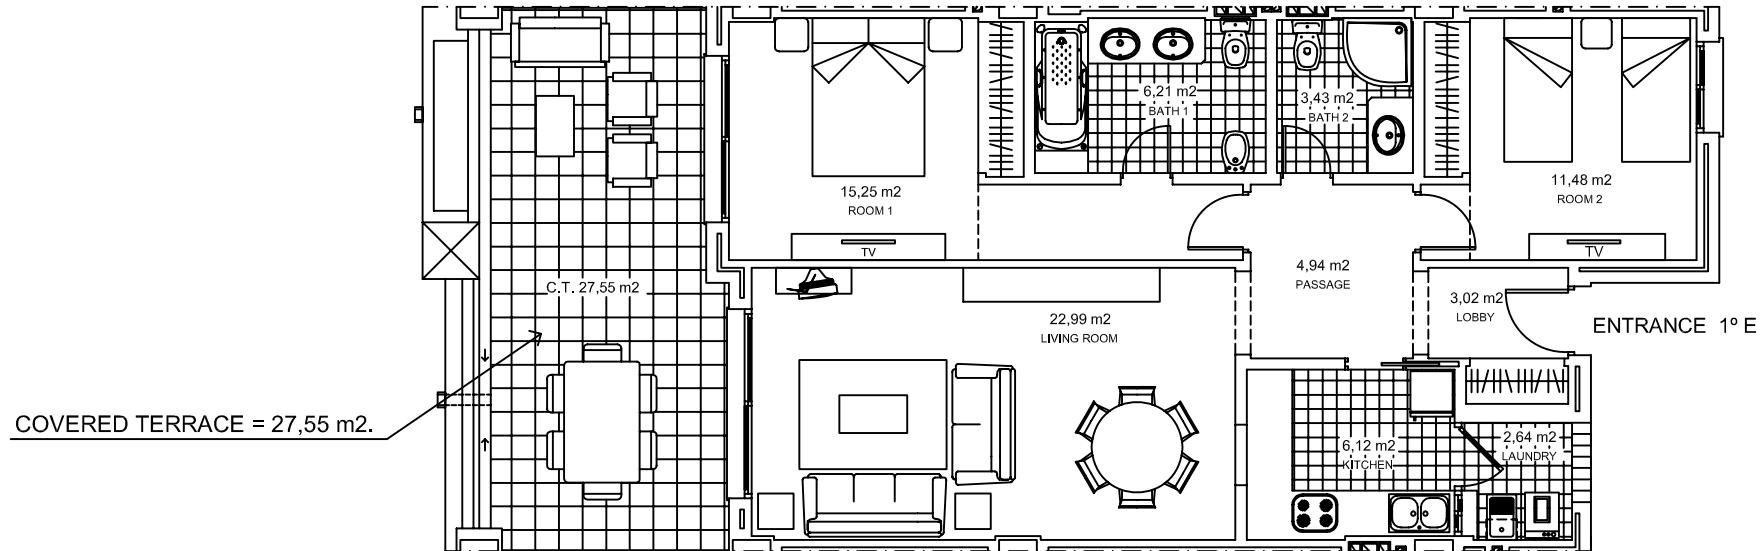 6,21 m2
BATH 1
3,43 m2
BATH 2
15,25 m2
ROOM 1
11,48 m2
ROOM 2
TV
TV
C.T. 27,55 m2
4,94 m2
PASSAGE
3,02 m2
LOBBY
22,99 m2
LIVING ROOM
ENTRANCE 1º E
COVERED TERRACE = 27,55 m2.
6,12 m2
KITCHEN
2,64 m2
LAUNDRY